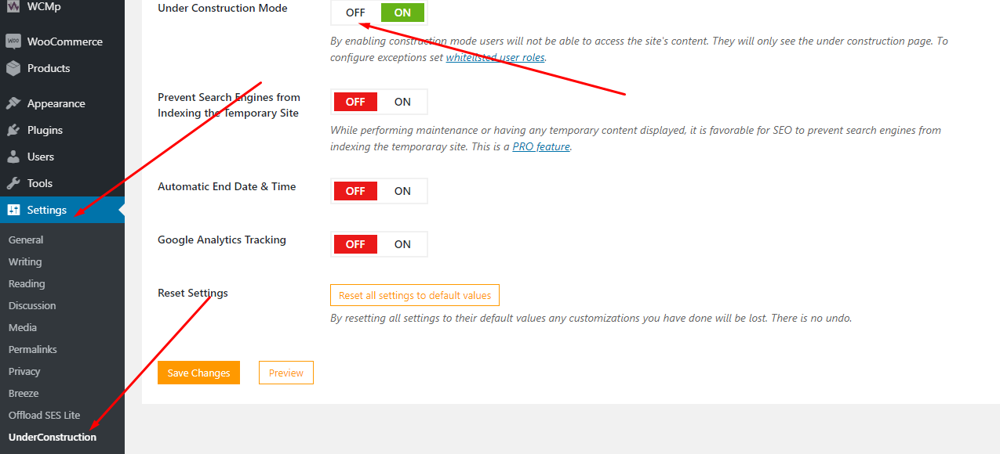 WCMp
WOO
WooCommerce
Products
Appearance
Plugins
Users
Tools
Settings
General
Writing
Reading
Discussion
Media
Permalinks
Privacy
Breeze
Offload SES Lite
UnderConstruction
Under Construction Mode
OFF ON
By enabling construction mode users will not be able to access the site's content. They will only see the under construction page. To
configure exceptions set whitelisted user roles.
Prevent Search Engines from
Indexing the Temporary Site
OFF ON
While performing maintenance or having any temporary content displayed, it is favorable for SEO to prevent search engines from
indexing the temporaray site. This is a PRO feature.
Automatic End Date & Time
OFF ON
Google Analytics Tracking
OFF ON
Reset Settings
Reset all settings to default values
By resetting all settings to their default values any customizations you have done will be lost. There is no undo.
Save Changes Preview